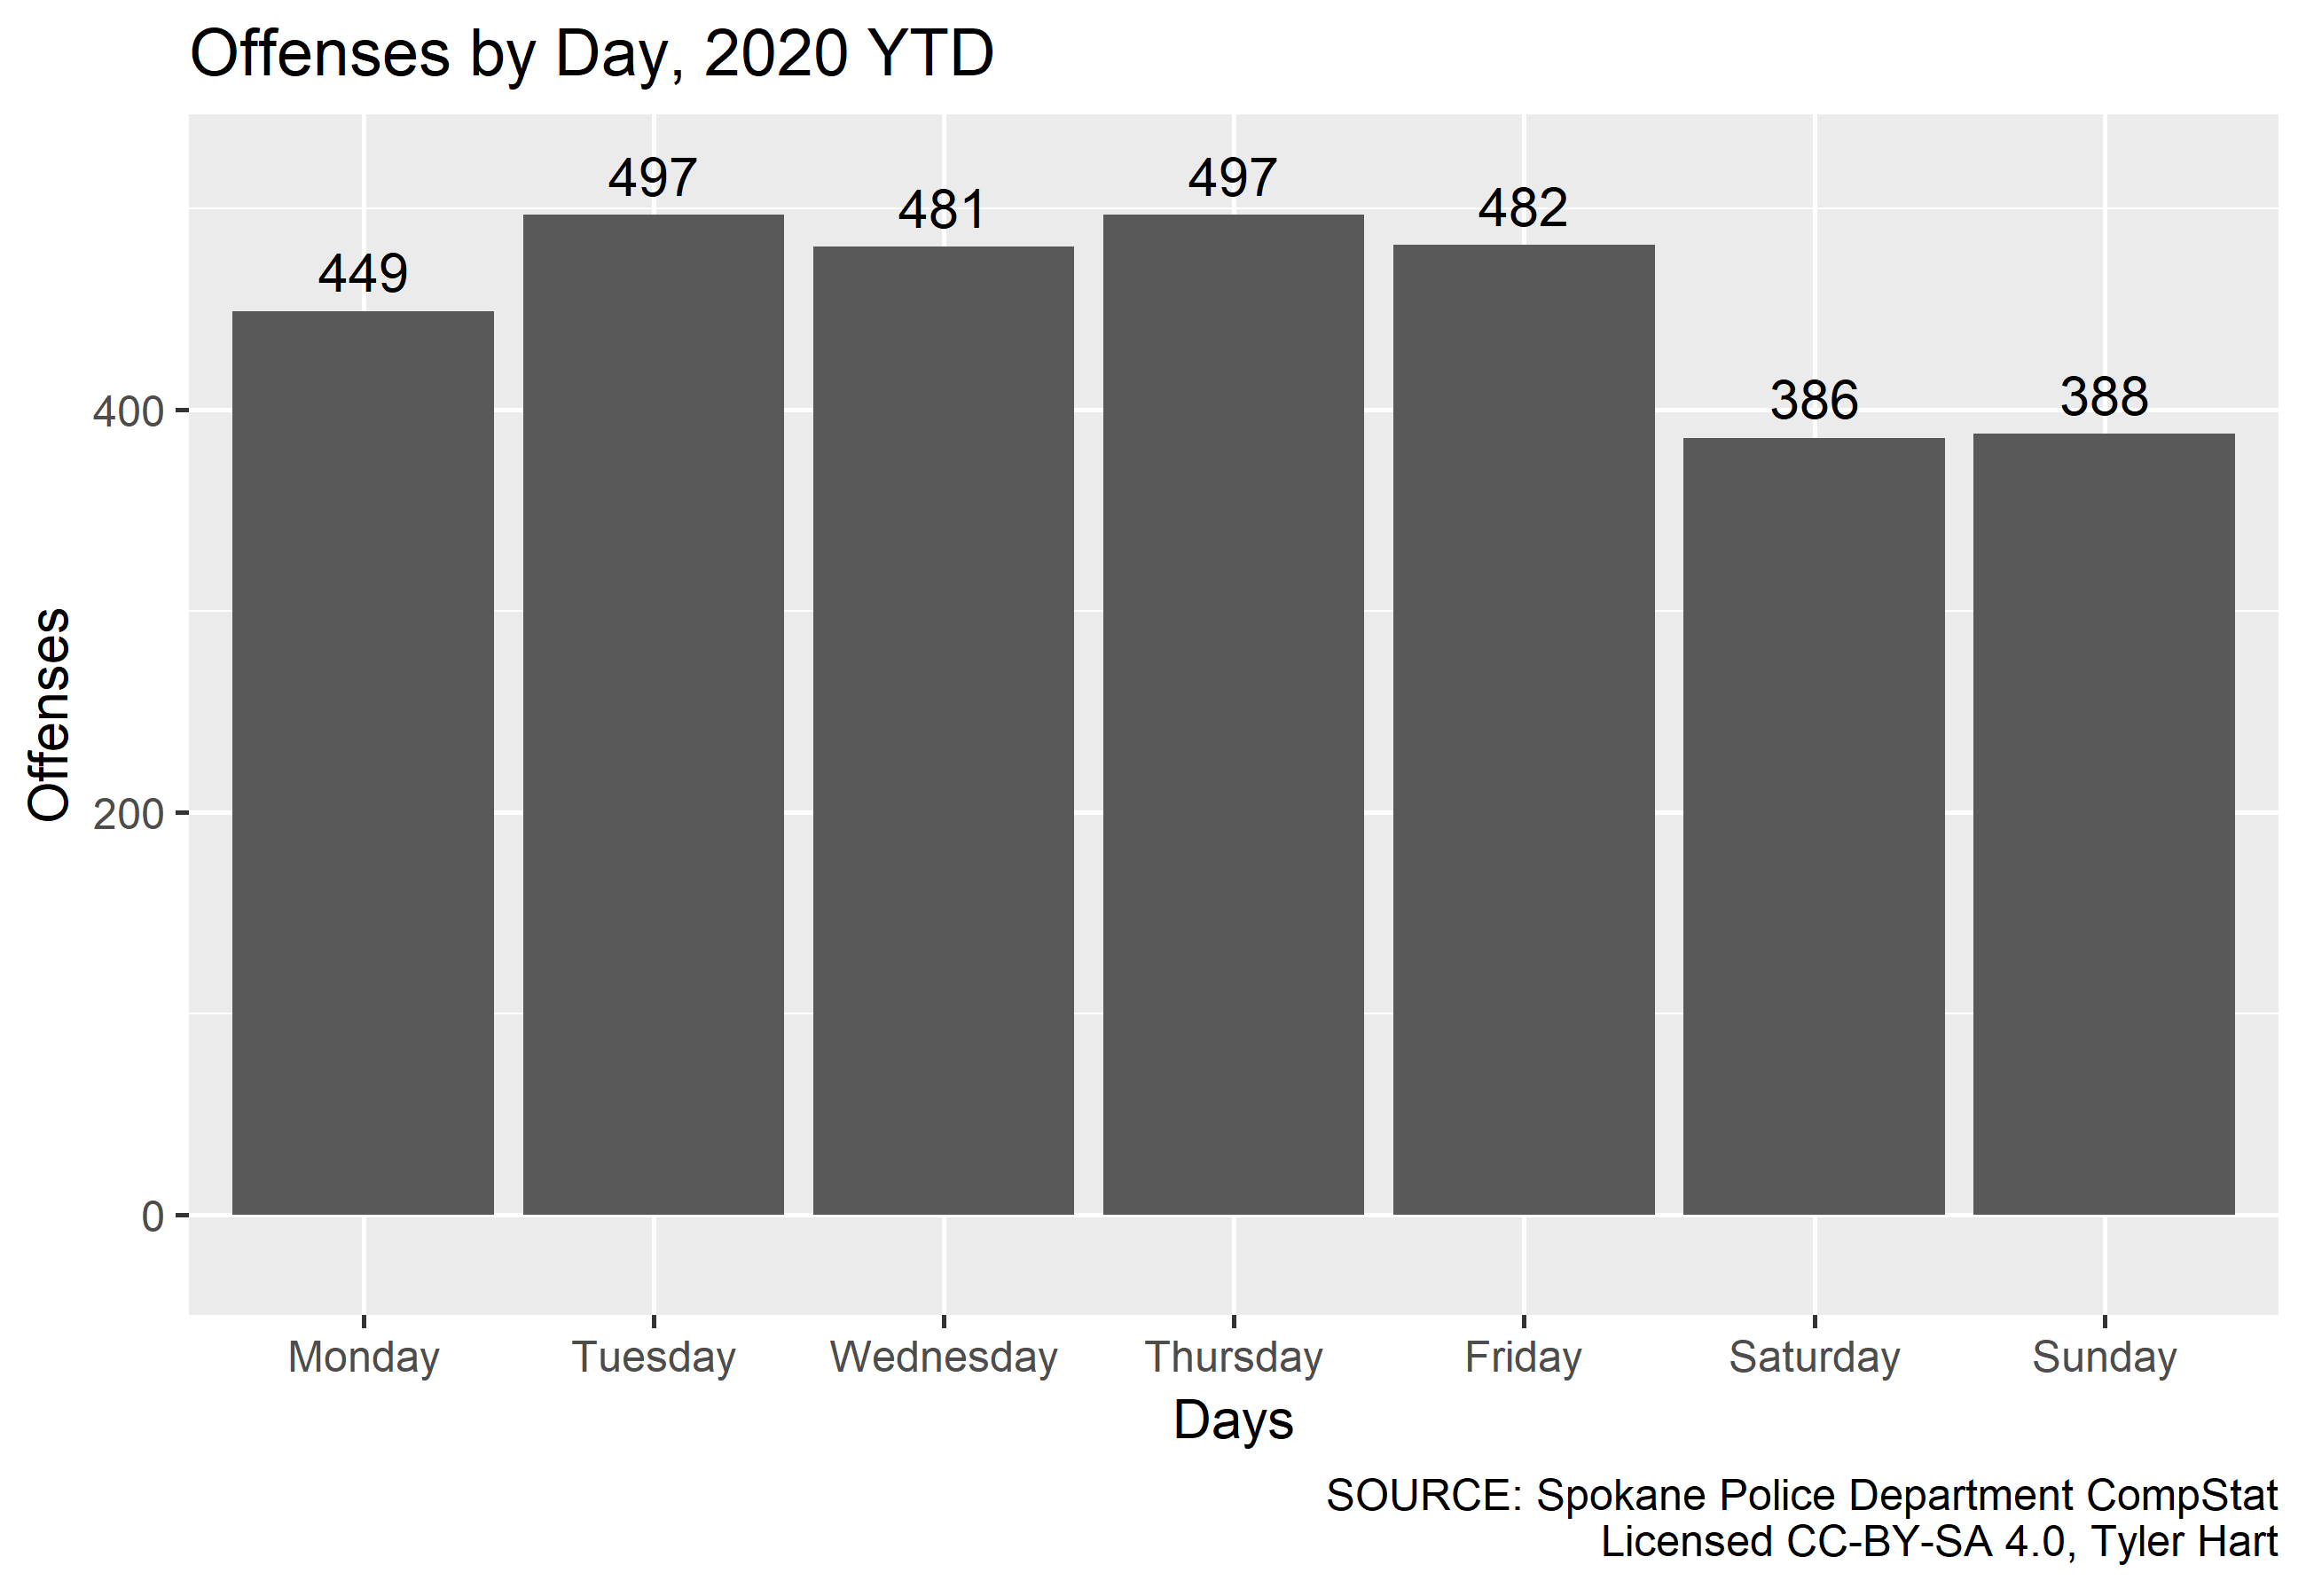 Offenses by Day, 2020 YTD
449
497
481
497
482
386
388
400
200
0
Offenses
Monday
Tuesday
Wednesday
Thursday
Friday
Saturday
Sunday
Days
SOURCE: Spokane Police Department CompStat
Licensed CC-BY-SA 4.0, Tyler Hart